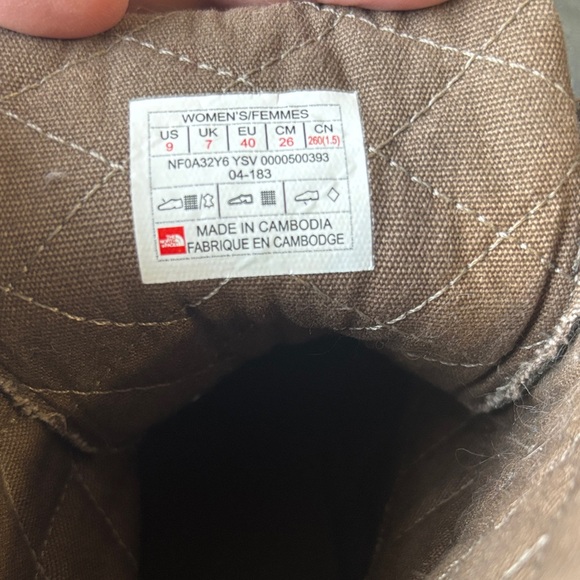 WOMEN'S/FEMMES
US UK EU CM CN
9 7 40 26 260(1.5)
NF0A32Y6 YSV 0000500393
04-183
MADE IN CAMBODIA
FABRIQUE EN CAMBODGE